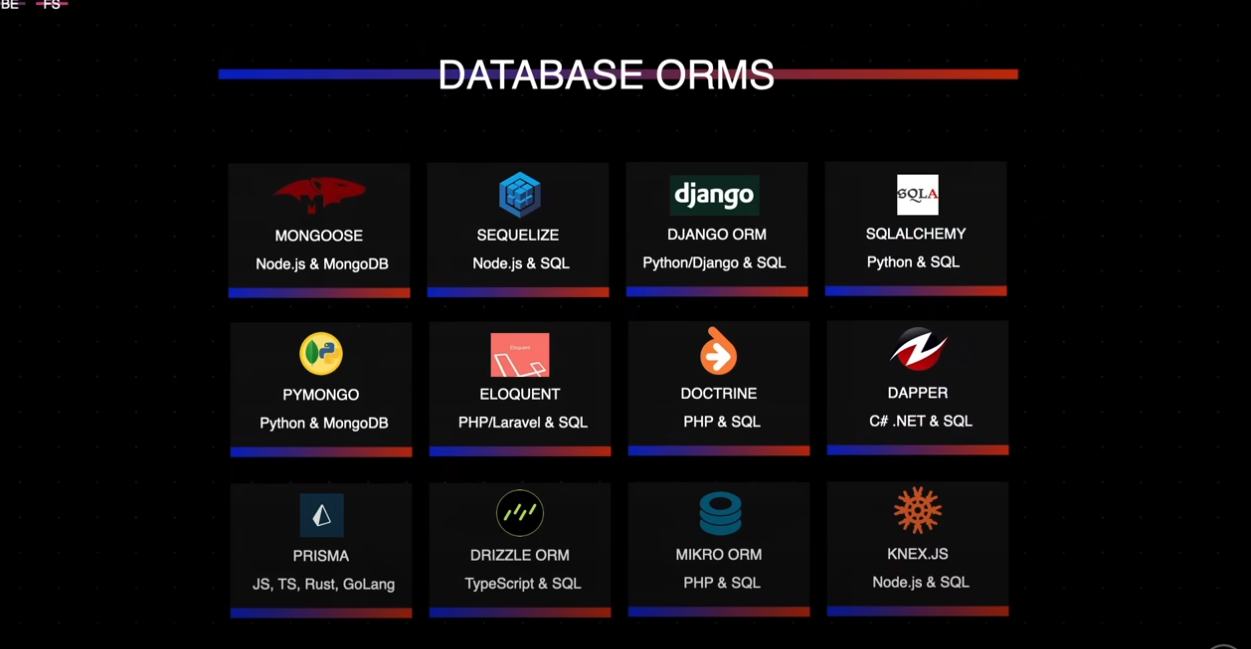 BE FS
DATABASE ORMS
MONGOOSE
Node.js & MongoDB
SEQUELIZE
Node.js & SQL
django
DJANGO ORM
Python/Django & SQL
SQLA
SQLALCHEMY
Python & SQL
PYMONGO
Python & MongoDB
Eloquent
ELOQUENT
PHP/Laravel & SQL
DOCTRINE
PHP & SQL
DAPPER
C# .NET & SQL
PRISMA
JS, TS, Rust, GoLang
DRIZZLE ORM
TypeScript & SQL
MIKRO ORM
PHP & SQL
KNEX.JS
Node.js & SQL